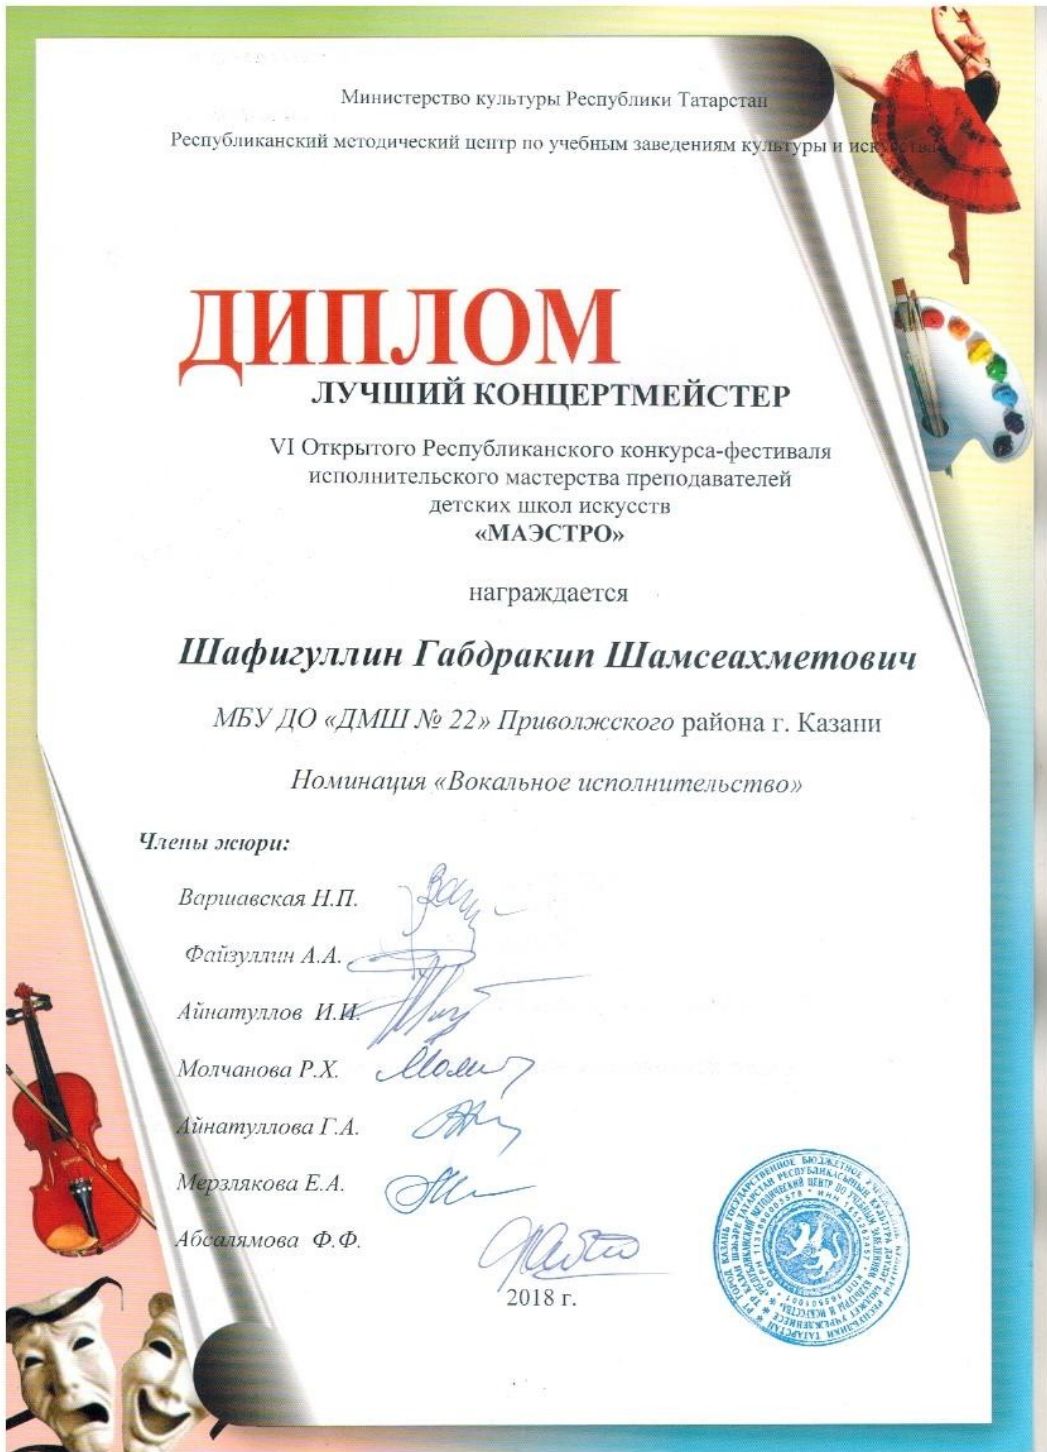 Министерство культуры Республики Татарстан
Республиканский методический центр по учебным заведениям культуры и искусства
ДИПЛОМ
ЛУЧШИЙ КОНЦЕРТМЕЙСТЕР
VI Открытого Республиканского конкурса-фестиваля
исполнительского мастерства преподавателей
детских школ искусств
«МАЭСТРО»
награждается
Шафигуллин Габдракип Шамсеахметович
МБУ ДО «ДМШ № 22» Приволжского района г. Казани
Номинация «Вокальное исполнительство»
Члены жюри:
Варшавская Н.П.
Файзуллин А.А.
Айнатуллов И.И.
Молчанова Р.Х.
Айнатуллова Г.А.
Мерзлякова Е.А.
Абсалямова Ф.Ф.
2018 г.